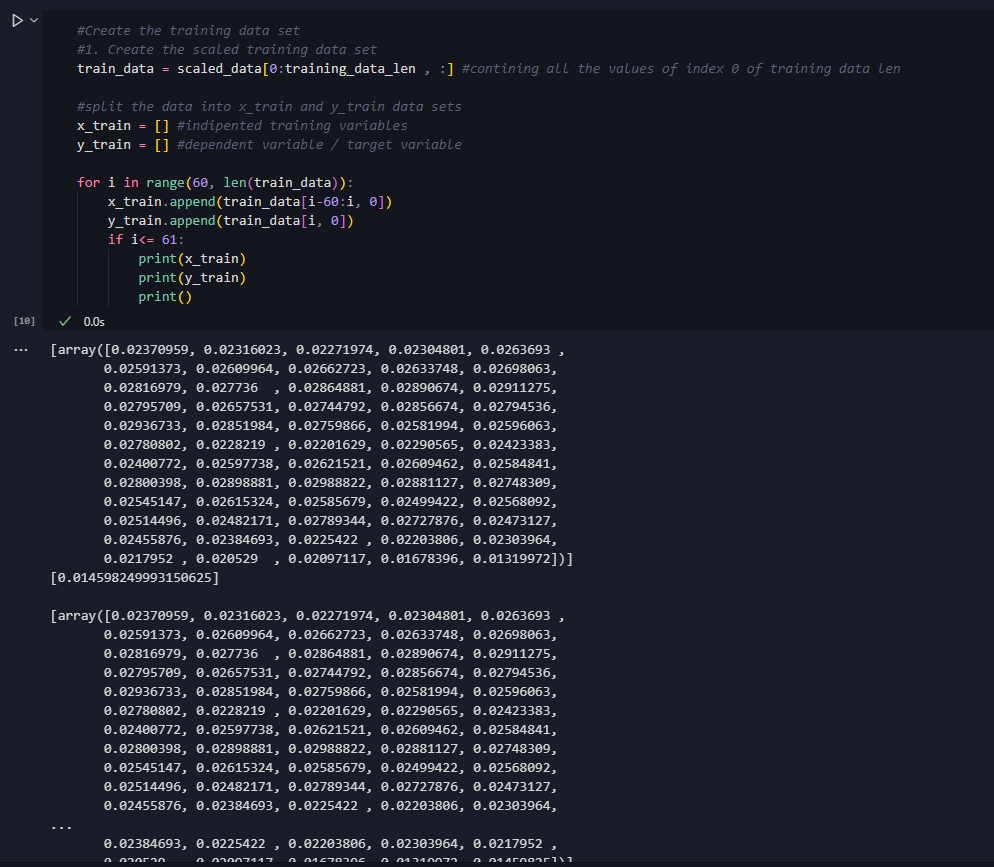 #Create the training data set
#1. Create the scaled training data set
train_data = scaled_data[0:training_data_len , :] #contining all the values of index 0 of training data len
#split the data into x_train and y_train data sets
x_train = [] #indipented training variables
y_train = [] #dependent variable / target variable
for i in range(60, len(train_data)):
x_train.append(train_data[i-60:i, 0])
y_train.append(train_data[i, 0])
if i<= 61:
print(x_train)
print(y_train)
print()
[10] 0.0s
... [array([0.02370959, 0.02316023, 0.02271974, 0.02304801, 0.0263693 ,
0.02591373, 0.02609964, 0.02662723, 0.02633748, 0.02698063,
0.02816979, 0.027736  , 0.02864881, 0.02890674, 0.02911275,
0.02795709, 0.02657531, 0.02744792, 0.02856674, 0.02794536,
0.02936733, 0.02851984, 0.02759866, 0.02581994, 0.02596063,
0.02780802, 0.0228219 , 0.02201629, 0.02290565, 0.02423383,
0.02400772, 0.02597738, 0.02621521, 0.02609462, 0.02584841,
0.02800398, 0.02898881, 0.02988822, 0.02881127, 0.02748309,
0.02545147, 0.02615324, 0.02585679, 0.02499422, 0.02568092,
0.02514496, 0.02482171, 0.02789344, 0.02727876, 0.02473127,
0.02455876, 0.02384693, 0.0225422 , 0.02203806, 0.02303964,
0.0217952 , 0.020529  , 0.02097117, 0.01678396, 0.01319972])]
[0.014598249993150625]
[array([0.02370959, 0.02316023, 0.02271974, 0.02304801, 0.0263693 ,
0.02591373, 0.02609964, 0.02662723, 0.02633748, 0.02698063,
0.02816979, 0.027736  , 0.02864881, 0.02890674, 0.02911275,
0.02795709, 0.02657531, 0.02744792, 0.02856674, 0.02794536,
0.02936733, 0.02851984, 0.02759866, 0.02581994, 0.02596063,
0.02780802, 0.0228219 , 0.02201629, 0.02290565, 0.02423383,
0.02400772, 0.02597738, 0.02621521, 0.02609462, 0.02584841,
0.02800398, 0.02898881, 0.02988822, 0.02881127, 0.02748309,
0.02545147, 0.02615324, 0.02585679, 0.02499422, 0.02568092,
0.02514496, 0.02482171, 0.02789344, 0.02727876, 0.02473127,
0.02455876, 0.02384693, 0.0225422 , 0.02203806, 0.02303964,
...
0.02384693, 0.0225422 , 0.02203806, 0.02303964, 0.0217952 ,